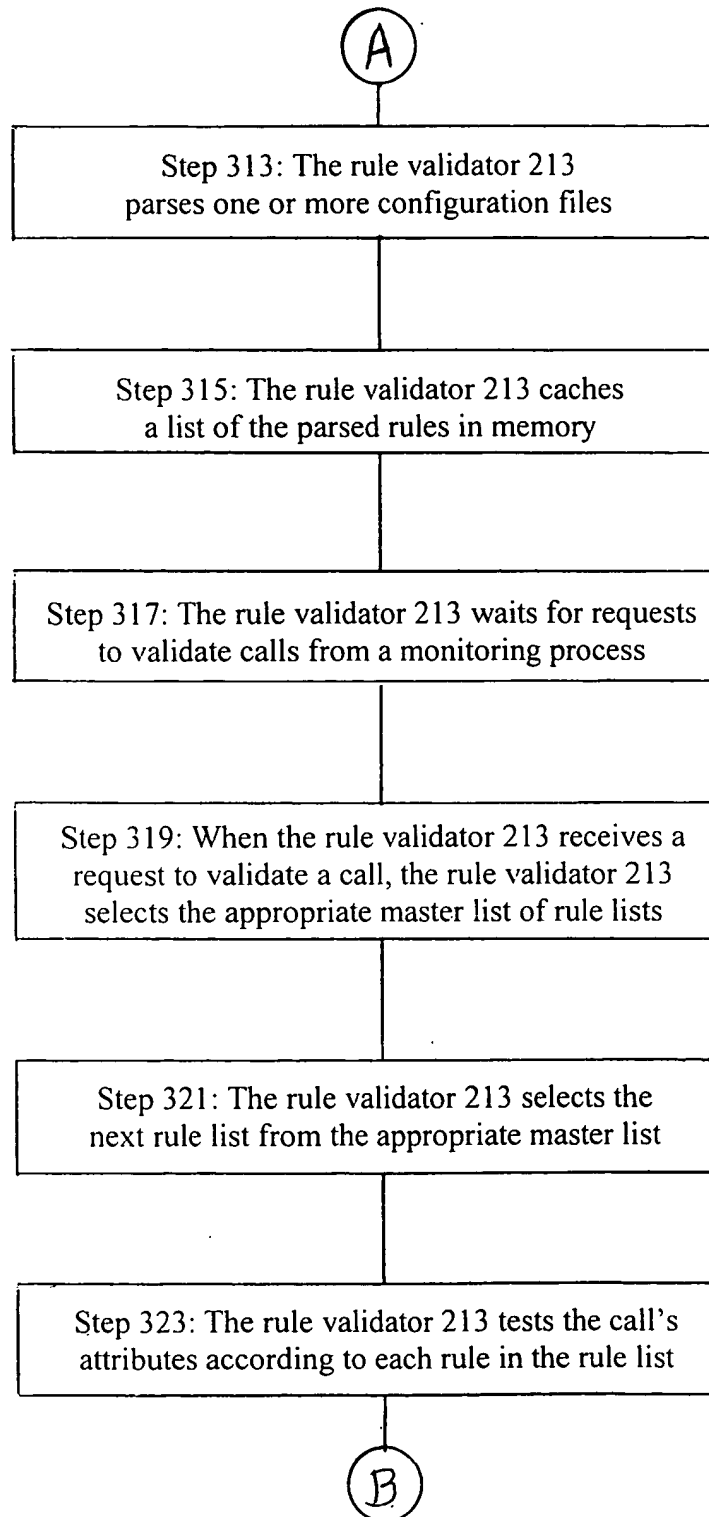 A
Step 313: The rule validator 213
parses one or more configuration files
Step 315: The rule validator 213 caches
a list of the parsed rules in memory
Step 317: The rule validator 213 waits for requests
to validate calls from a monitoring process
Step 319: When the rule validator 213 receives a
request to validate a call, the rule validator 213
selects the appropriate master list of rule lists
Step 321: The rule validator 213 selects the
next rule list from the appropriate master list
Step 323: The rule validator 213 tests the call's
attributes according to each rule in the rule list
B